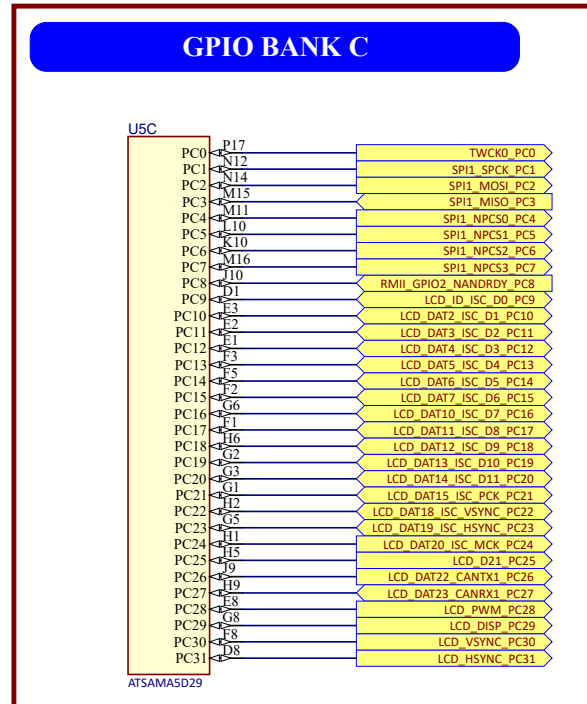 GPIO BANK C
U5C
PC0 P17 TWCK0_PC0
PC1 N12 SPI1_SPCK_PC1
PC2 N14 SPI1_MOSI_PC2
PC3 M15 SPI1_MISO_PC3
PC4 M11 SPI1_NPCS0_PC4
PC5 L10 SPI1_NPCS1_PC5
PC6 K10 SPI1_NPCS2_PC6
PC7 M16 SPI1_NPCS3_PC7
PC8 J10 RMII_GPIO2_NANDRDY_PC8
PC9 D1 LCD_ID_ISC_D0_PC9
PC10 E3 LCD_DAT2_ISC_D1_PC10
PC11 E2 LCD_DAT3_ISC_D2_PC11
PC12 E1 LCD_DAT4_ISC_D3_PC12
PC13 F3 LCD_DAT5_ISC_D4_PC13
PC14 F5 LCD_DAT6_ISC_D5_PC14
PC15 F2 LCD_DAT7_ISC_D6_PC15
PC16 G6 LCD_DAT10_ISC_D7_PC16
PC17 F1 LCD_DAT11_ISC_D8_PC17
PC18 H6 LCD_DAT12_ISC_D9_PC18
PC19 G2 LCD_DAT13_ISC_D10_PC19
PC20 G3 LCD_DAT14_ISC_D11_PC20
PC21 G1 LCD_DAT15_ISC_PCK_PC21
PC22 H2 LCD_DAT18_ISC_VSYNC_PC22
PC23 G5 LCD_DAT19_ISC_HSYNC_PC23
PC24 H1 LCD_DAT20_ISC_MCK_PC24
PC25 H5 LCD_D21_PC25
PC26 J9 LCD_DAT22_CANTX1_PC26
PC27 H9 LCD_DAT23_CANRX1_PC27
PC28 E8 LCD_PWM_PC28
PC29 G8 LCD_DISP_PC29
PC30 F8 LCD_VSYNC_PC30
PC31 D8 LCD_HSYNC_PC31
ATSAMA5D29